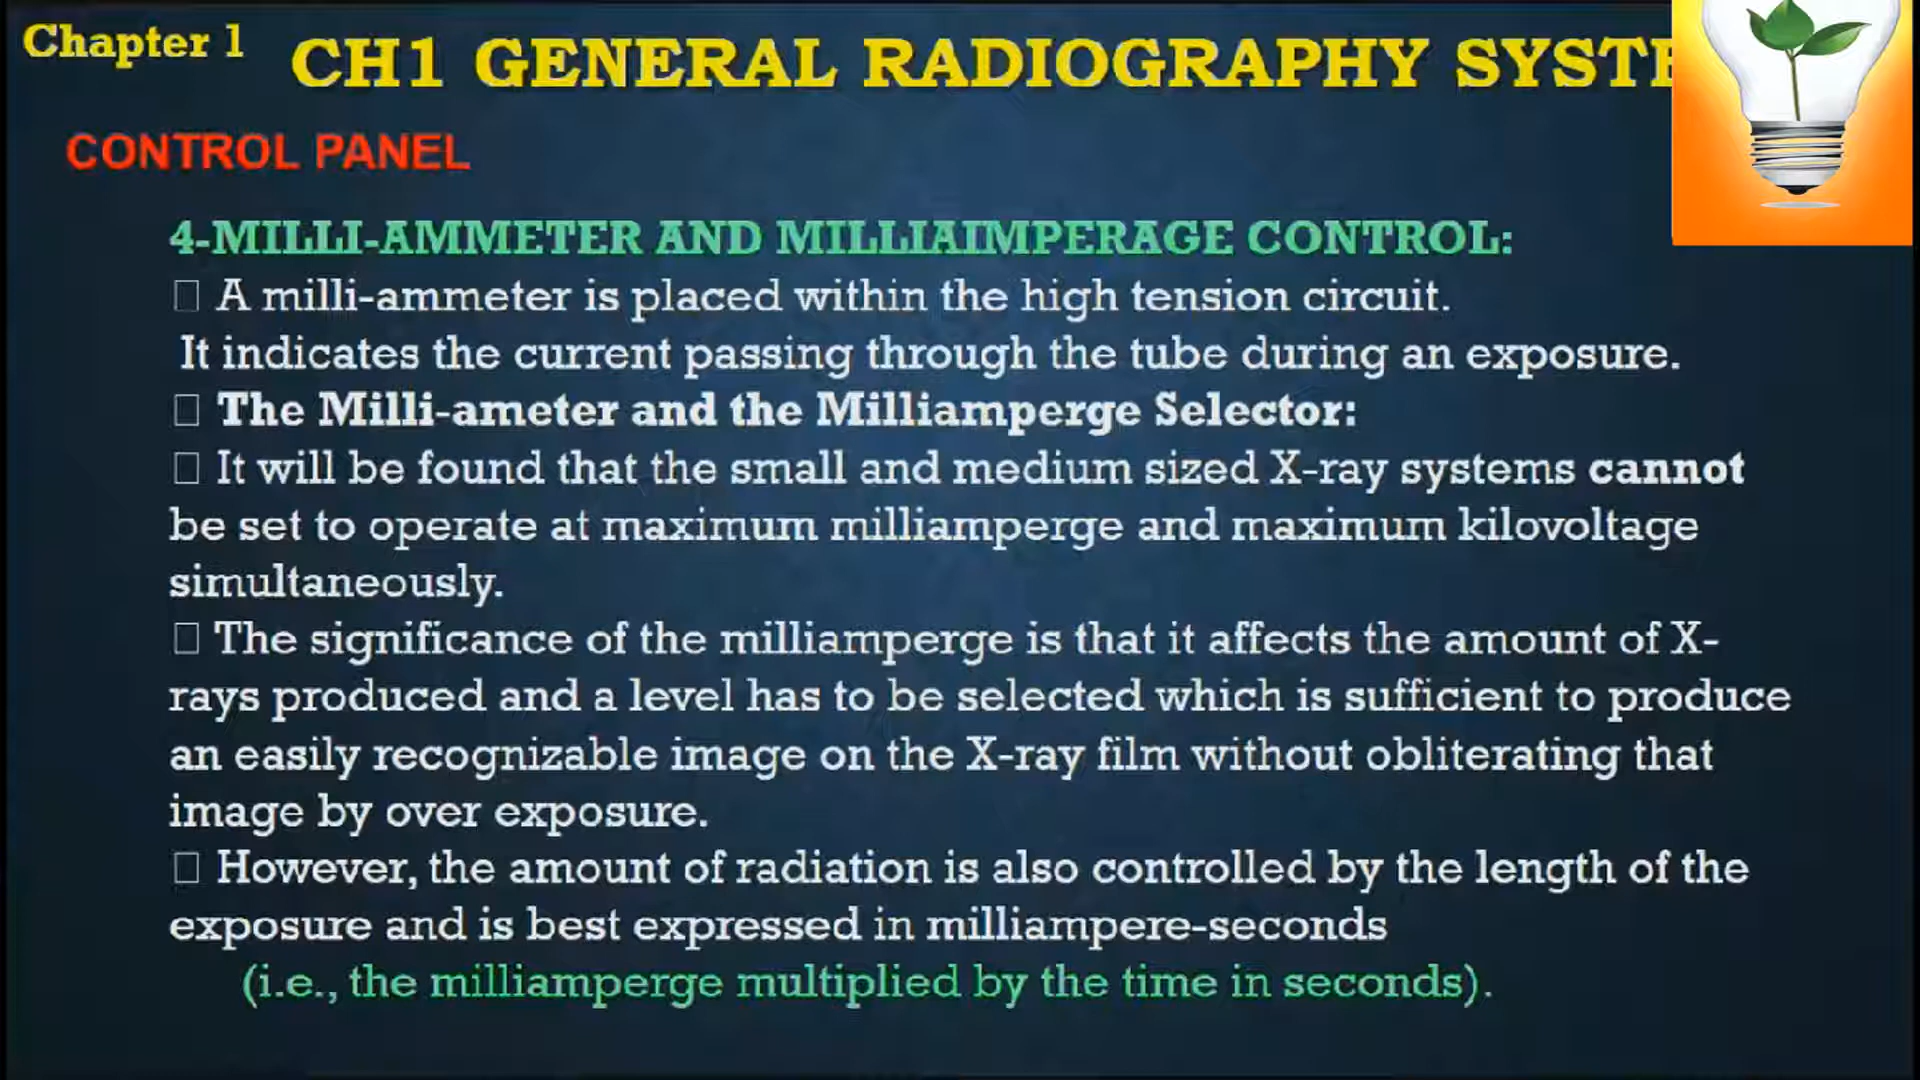 Chapter 1
CH1 GENERAL RADIOGRAPHY SYSTE
CONTROL PANEL
4-MILLI-AMMETER AND MILLIAIMPERAGE CONTROL:
A milli-ammeter is placed within the high tension circuit.
It indicates the current passing through the tube during an exposure.
The Milli-ameter and the Milliamperge Selector:
It will be found that the small and medium sized X-ray systems cannot
be set to operate at maximum milliamperge and maximum kilovoltage
simultaneously.
The significance of the milliamperge is that it affects the amount of X-
rays produced and a level has to be selected which is sufficient to produce
an easily recognizable image on the X-ray film without obliterating that
image by over exposure.
However, the amount of radiation is also controlled by the length of the
exposure and is best expressed in milliampere-seconds
(i.e., the milliamperge multiplied by the time in seconds).